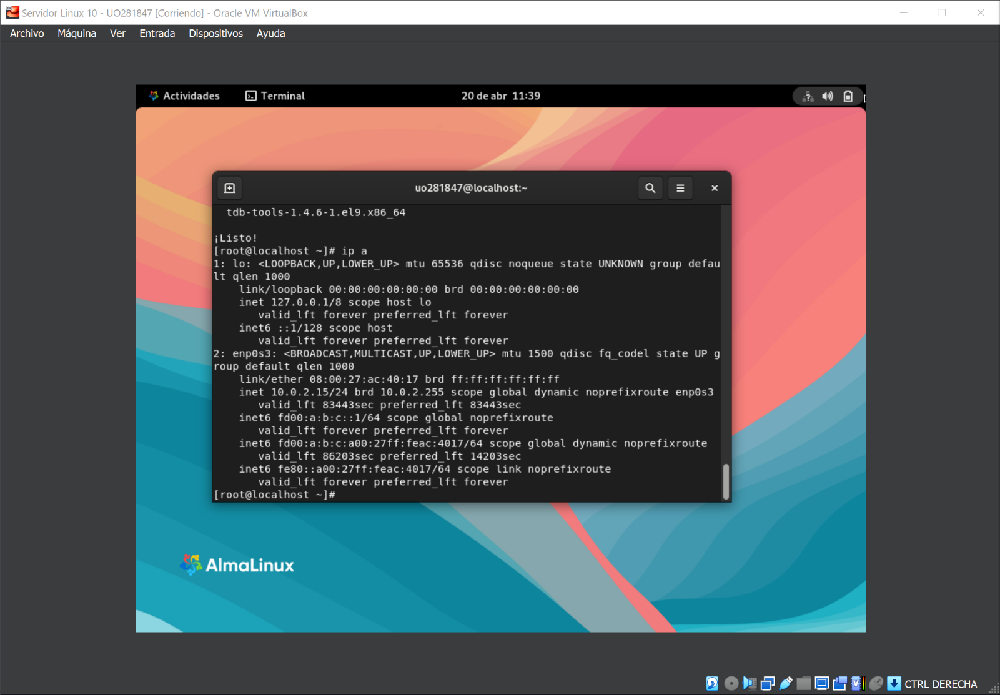 Servidor Linux 10 - UO281847 [Corriendo] - Oracle VM VirtualBox
Archivo Máquina Ver Entrada Dispositivos Ayuda
Actividades Terminal 20 de abr 11:39
uo281847@localhost:~
tdb-tools-1.4.6-1.el9.x86_64
¡Listo!
[root@localhost ~]# ip a
1: lo: <LOOPBACK,UP,LOWER_UP> mtu 65536 qdisc noqueue state UNKNOWN group defau
lt qlen 1000
link/loopback 00:00:00:00:00:00 brd 00:00:00:00:00:00
inet 127.0.0.1/8 scope host lo
valid_lft forever preferred_lft forever
inet6 ::1/128 scope host
valid_lft forever preferred_lft forever
2: enp0s3: <BROADCAST,MULTICAST,UP,LOWER_UP> mtu 1500 qdisc fq_codel state UP g
roup default qlen 1000
link/ether 08:00:27:ac:40:17 brd ff:ff:ff:ff:ff:ff
inet 10.0.2.15/24 brd 10.0.2.255 scope global dynamic noprefixroute enp0s3
valid_lft 83443sec preferred_lft 83443sec
inet6 fd00:a:b:c::1/64 scope global noprefixroute
valid_lft forever preferred_lft forever
inet6 fd00:a:b:c:a00:27ff:feac:4017/64 scope global dynamic noprefixroute
valid_lft 86203sec preferred_lft 14203sec
inet6 fe80::a00:27ff:feac:4017/64 scope link noprefixroute
valid_lft forever preferred_lft forever
[root@localhost ~]#
AlmaLinux
CTRL DERECHA